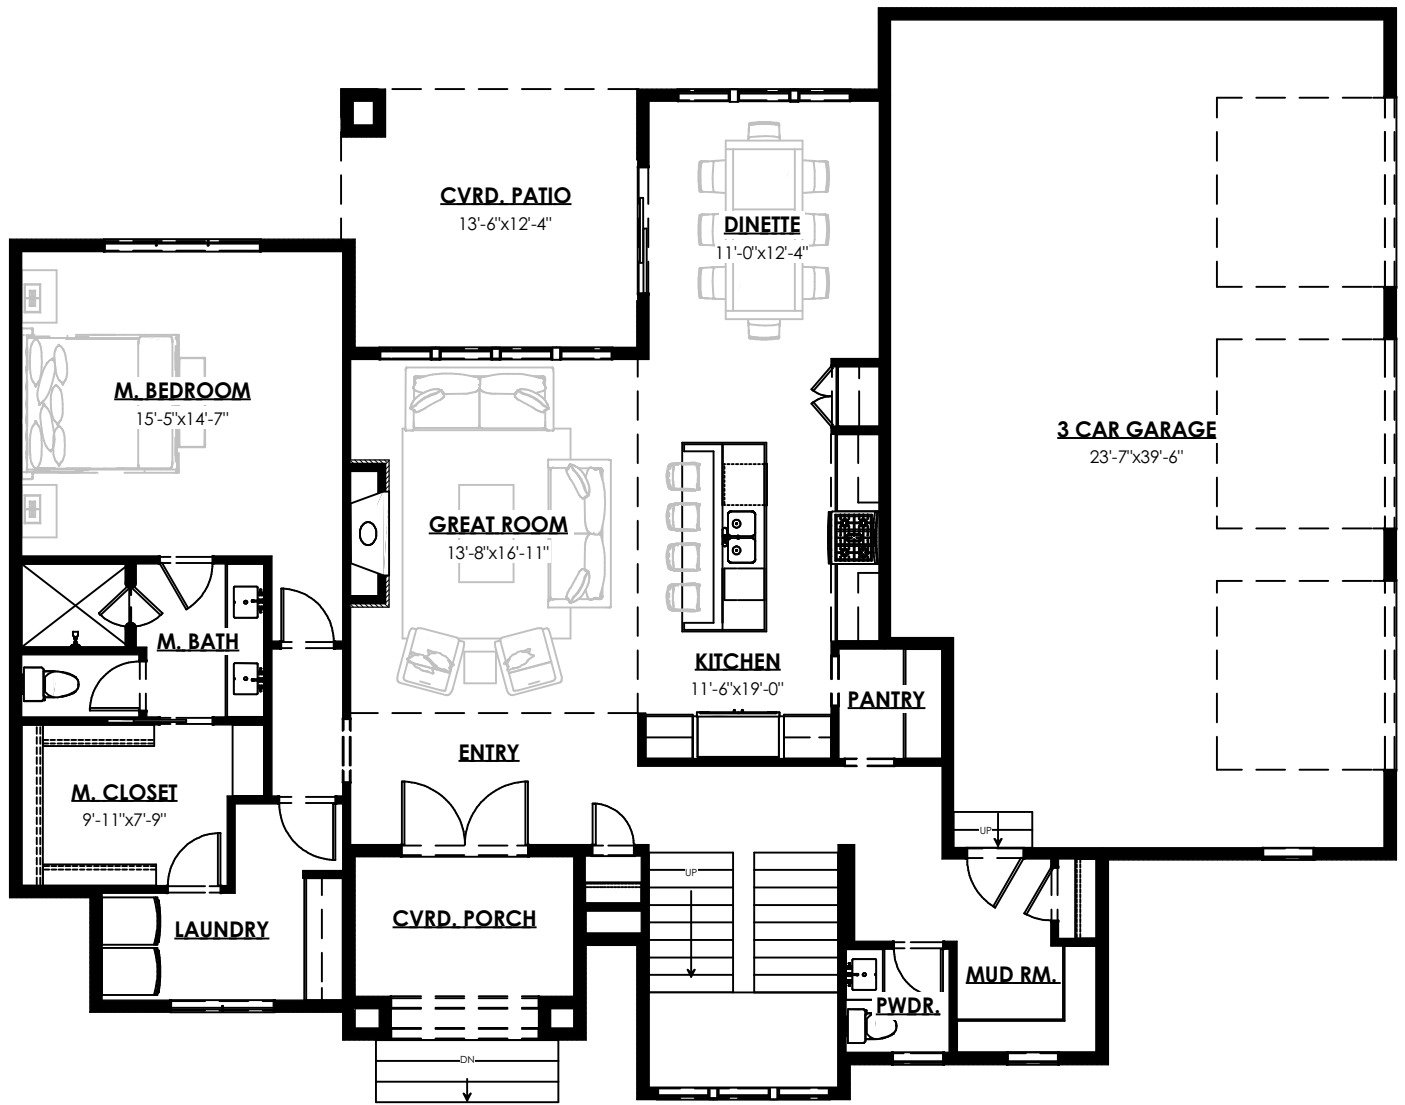 CVRD. PATIO
13'-6"x12'-4"
DINETTE
11'-0"x12'-4"
M. BEDROOM
15'-5"x14'-7"
3 CAR GARAGE
23'-7"x39'-6"
GREAT ROOM
13'-8"x16'-11"
M. BATH
KITCHEN
11'-6"x19'-0"
PANTRY
ENTRY
M. CLOSET
9'-11"x7'-9"
UP
UP
CVRD. PORCH
LAUNDRY
MUD RM.
PWDR.
DN